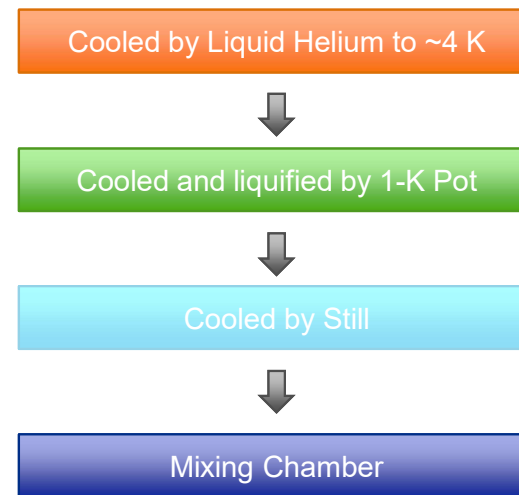 Cooled by Liquid Helium to ~4 K
Cooled and liquified by 1-K Pot
Cooled by Still
Mixing Chamber